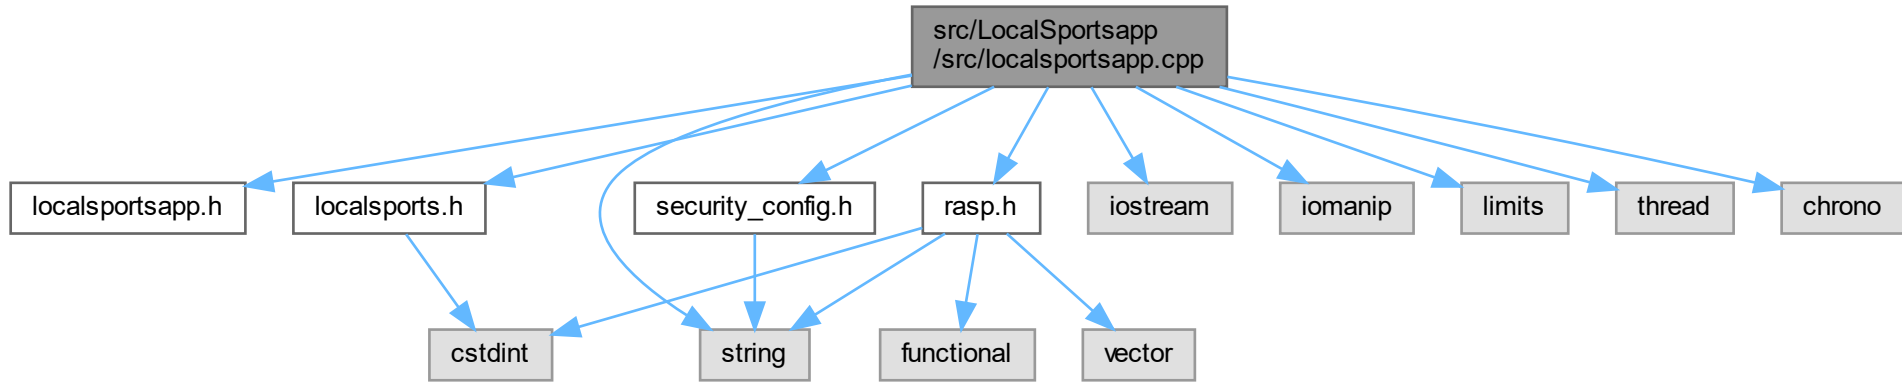 src/LocalSportsapp
/src/localsportsapp.cpp
localsportsapp.h
localsports.h
security_config.h
rasp.h
iostream
iomanip
limits
thread
chrono
cstdint
string
functional
vector